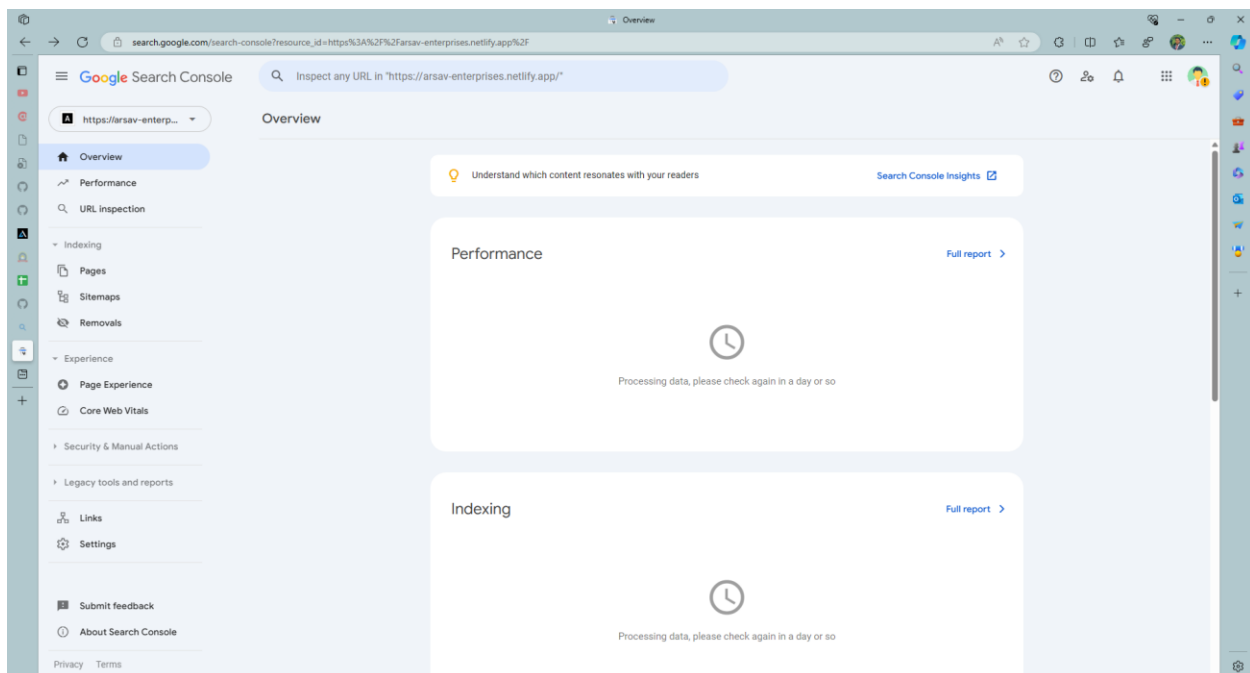 Overview
search.google.com/search-console?resource_id=https%3A%2F%2Farsav-enterprises.netlify.app%2F
Google Search Console
Inspect any URL in "https://arsav-enterprises.netlify.app/"
https://arsav-enterp...
Overview
Overview
Performance
URL inspection
Indexing
Pages
Sitemaps
Removals
Experience
Page Experience
Core Web Vitals
Security & Manual Actions
Legacy tools and reports
Links
Settings
Submit feedback
About Search Console
Privacy Terms
Understand which content resonates with your readers
Search Console Insights
Performance
Full report
Processing data, please check again in a day or so
Indexing
Full report
Processing data, please check again in a day or so